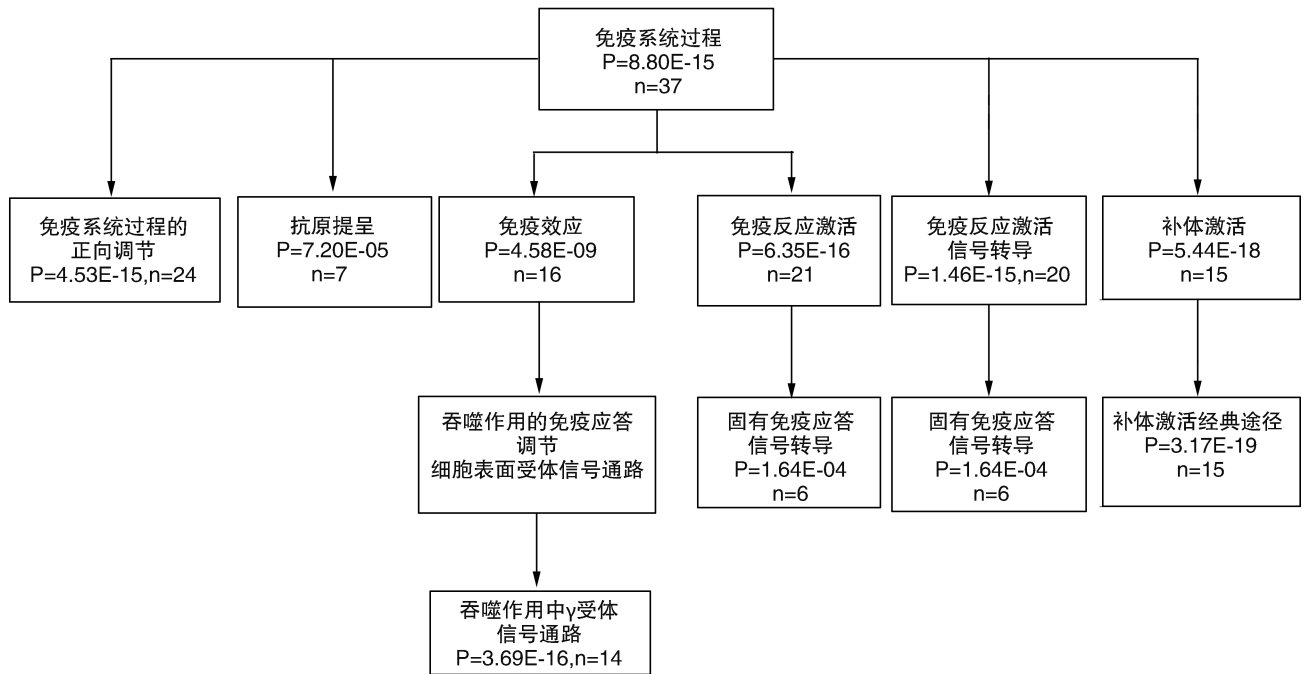 免疫系统过程
P=8.80E-15
n=37
免疫系统过程的
正向调节
P=4.53E-15,n=24
抗原提呈
P=7.20E-05
n=7
免疫效应
P=4.58E-09
n=16
免疫反应激活
P=6.35E-16
n=21
免疫反应激活
信号转导
P=1.46E-15,n=20
补体激活
P=5.44E-18
n=15
吞噬作用的免疫应答
调节
细胞表面受体信号通路
固有免疫应答
信号转导
P=1.64E-04
n=6
固有免疫应答
信号转导
P=1.64E-04
n=6
补体激活经典途径
P=3.17E-19
n=15
吞噬作用中γ受体
信号通路
P=3.69E-16,n=14